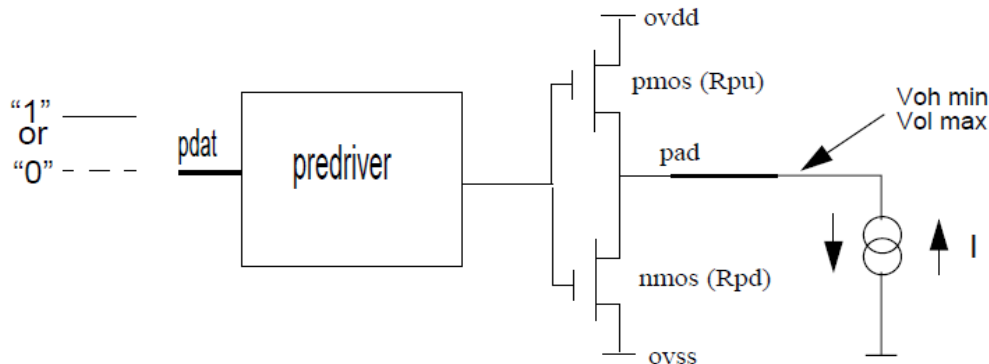 ovdd
pmos (Rpu)
Voh min
Vol max
“1”
or
“0”
pdat
predriver
pad
I
nmos (Rpd)
ovss